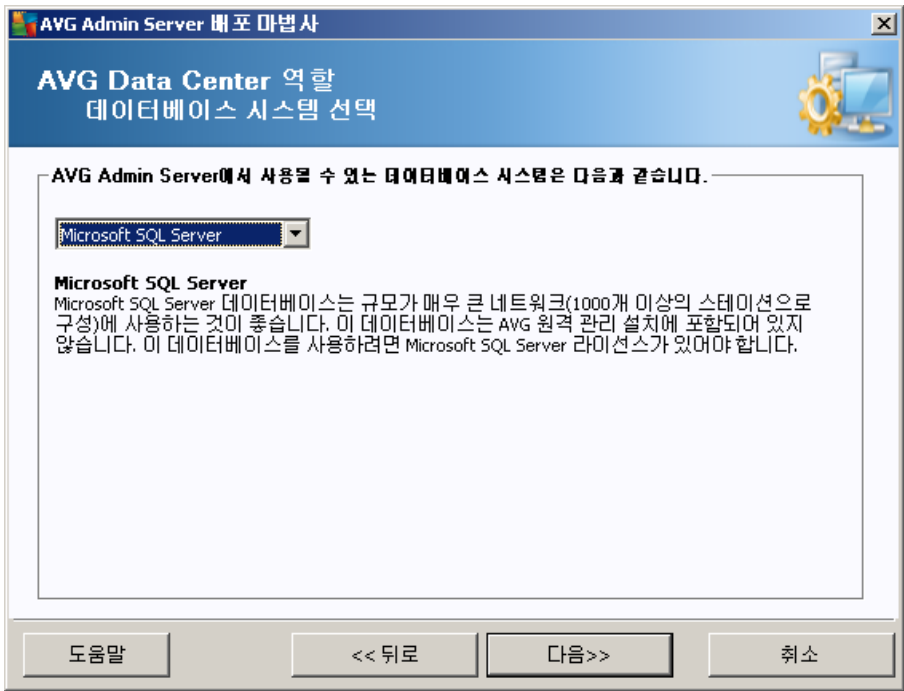 AVG Admin Server 배포 마법사
AVG Data Center 역할
데이터베이스 시스템 선택
AVG Admin Server에서 사용될 수 있는 데이터베이스 시스템은 다음과 같습니다.
Microsoft SQL Server
Microsoft SQL Server
Microsoft SQL Server 데이터베이스는 규모가 매우 큰 네트워크(1000개 이상의 스테이션으로
구성)에 사용하는 것이 좋습니다. 이 데이터베이스는 AVG 원격 관리 설치에 포함되어 있지
않습니다. 이 데이터베이스를 사용하려면 Microsoft SQL Server 라이선스가 있어야 합니다.
도움말
<< 뒤로
다음>>
취소